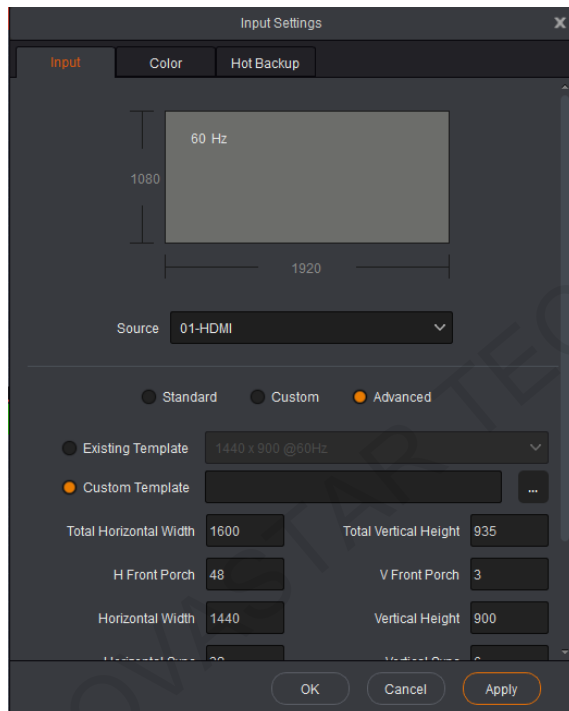 Input Settings x
Input Color Hot Backup
60 Hz
1080
1920
Source 01-HDMI
Standard Custom Advanced
Existing Template 1440 x 900 @60Hz
Custom Template ...
Total Horizontal Width 1600 Total Vertical Height 935
H Front Porch 48 V Front Porch 3
Horizontal Width 1440 Vertical Height 900
OK Cancel Apply
OVASTAR TEC